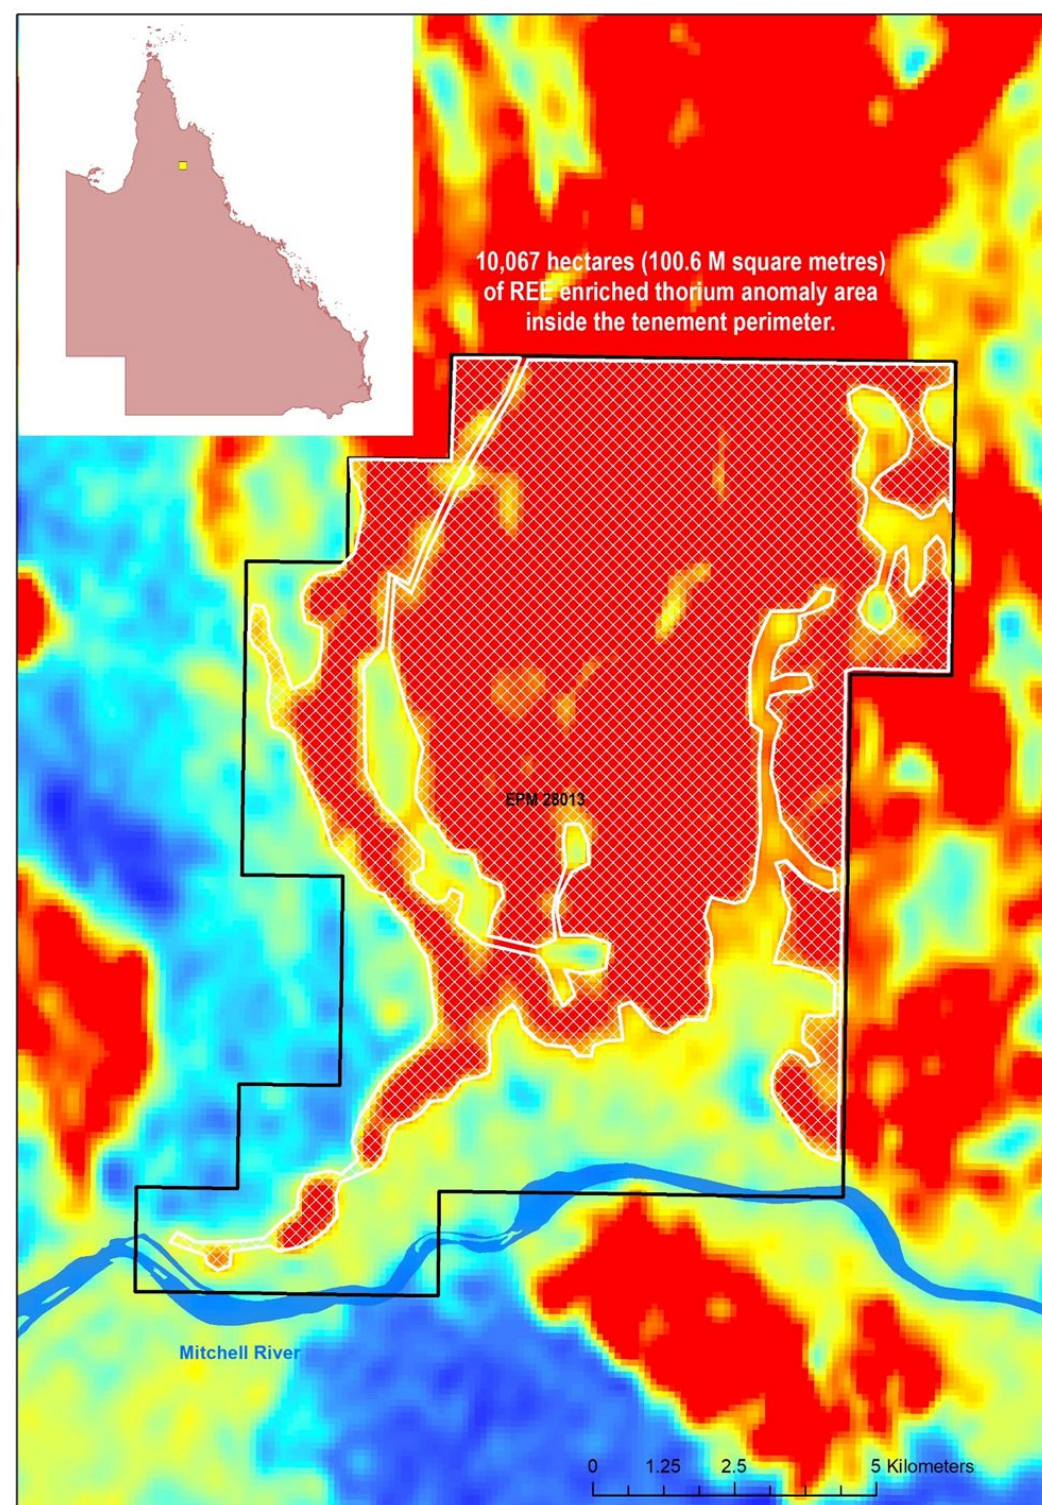 10,067 hectares (100.6 M square metres)
of REE enriched thorium anomaly area
inside the tenement perimeter.
EPM 28013
Mitchell River
0 1.25 2.5 5 Kilometers